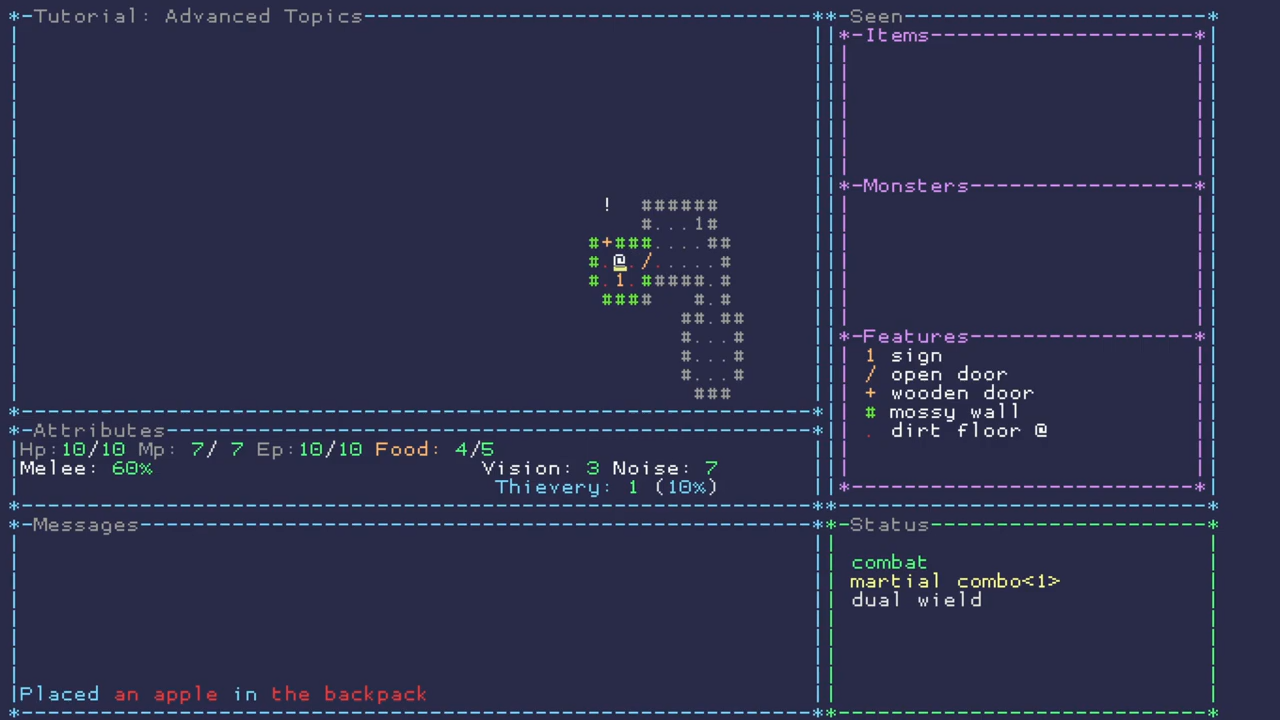 Tutorial: Advanced Topics
!
######
#...1#
#+###....##
#.@./.....#
#.1.#####.#
#### #.#
##.##
#...#
#...#
#...#
###
Attributes
Hp:10/10 Mp: 7/ 7 Ep:10/10 Food: 4/5
Melee: 60% Vision: 3 Noise: 7
Thievery: 1 (10%)
Messages
Placed an apple in the backpack
Seen
Items
Monsters
Features
1 sign
/ open door
+ wooden door
# mossy wall
. dirt floor @
Status
combat
martial combo<1>
dual wield